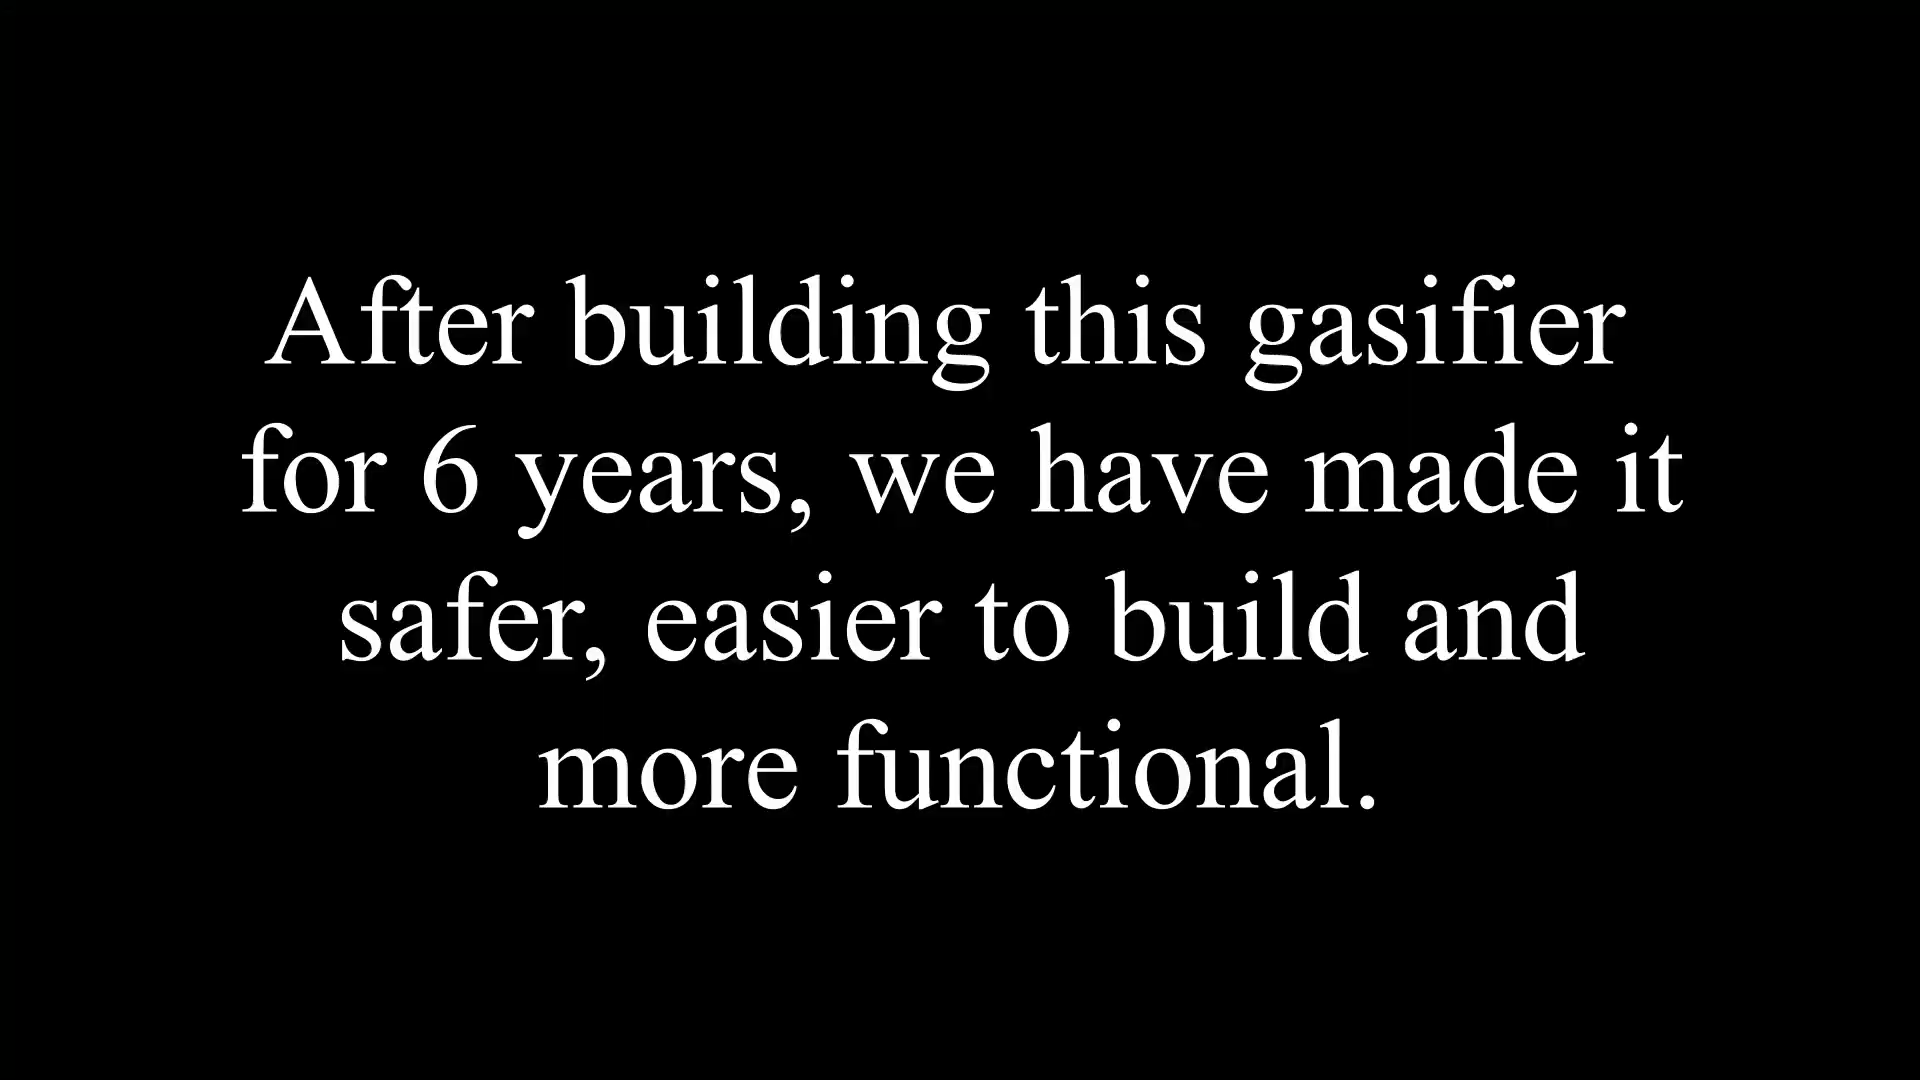 After building this gasifier
for 6 years, we have made it
safer, easier to build and
more functional.